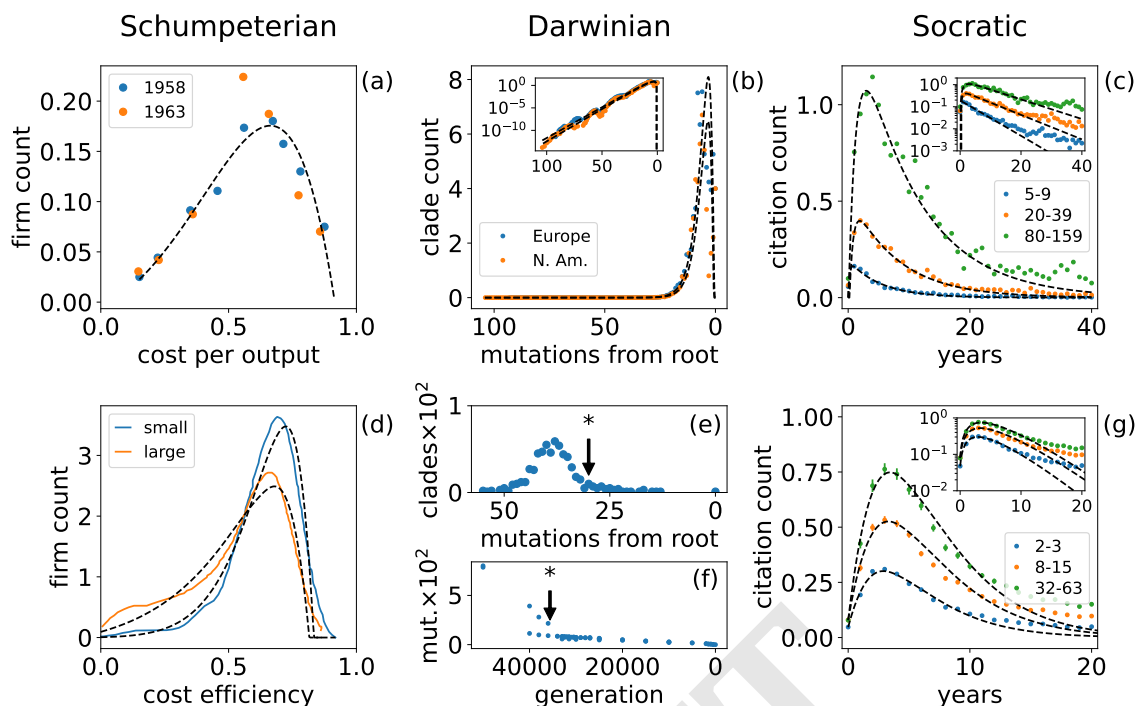 Schumpeterian
Darwinian
Socratic
(a)
1958
1963
firm count
0.20
0.15
0.10
0.05
0.00
0.0
0.5
1.0
cost per output
(b)
clade count
8
6
4
2
0
10^0
10^-5
10^-10
100
50
0
Europe
N. Am.
100
50
0
mutations from root
(c)
citation count
1.0
0.5
0.0
10^1
10^0
10^-1
10^-2
10^-3
0
20
40
5-9
20-39
80-159
0
20
40
years
(d)
small
large
firm count
3
2
1
0
0.0
0.5
1.0
cost efficiency
(e)
clades×10^2
1
0
*
50
25
0
mutations from root
(f)
mut.×10^2
5
0
*
40000
20000
0
generation
(g)
citation count
1.00
0.75
0.50
0.25
0.00
10^0
10^-1
10^-2
0
10
20
2-3
8-15
32-63
0
10
20
years